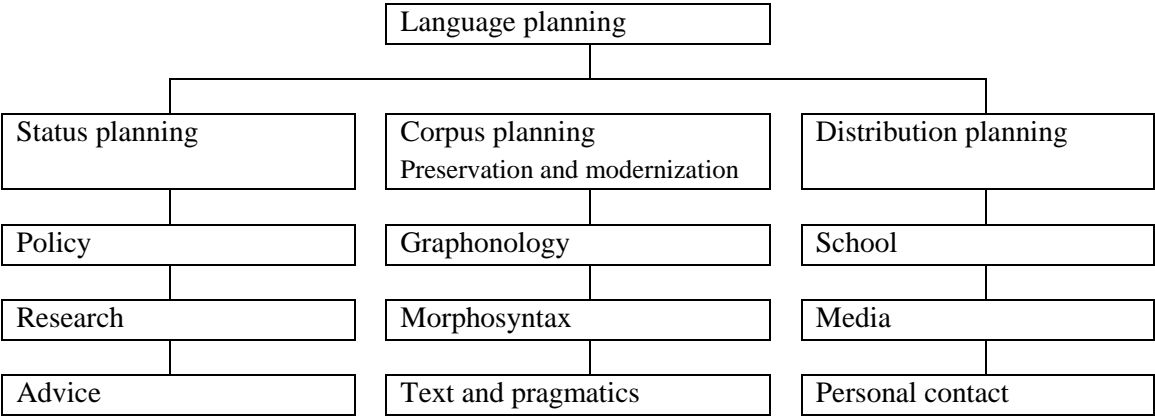 Language planning
Status planning
Corpus planning
Preservation and modernization
Distribution planning
Policy
Graphonology
School
Research
Morphosyntax
Media
Advice
Text and pragmatics
Personal contact